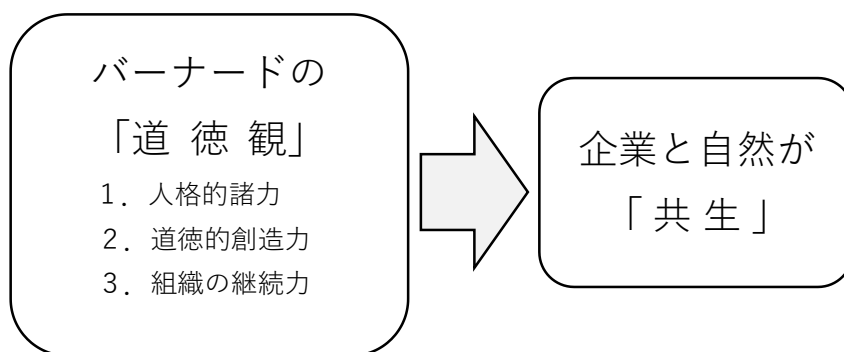 バーナードの
「道 徳 観」
1．人格的諸力
2．道徳的創造力
3．組織の継続力
企業と自然が
「 共 生 」